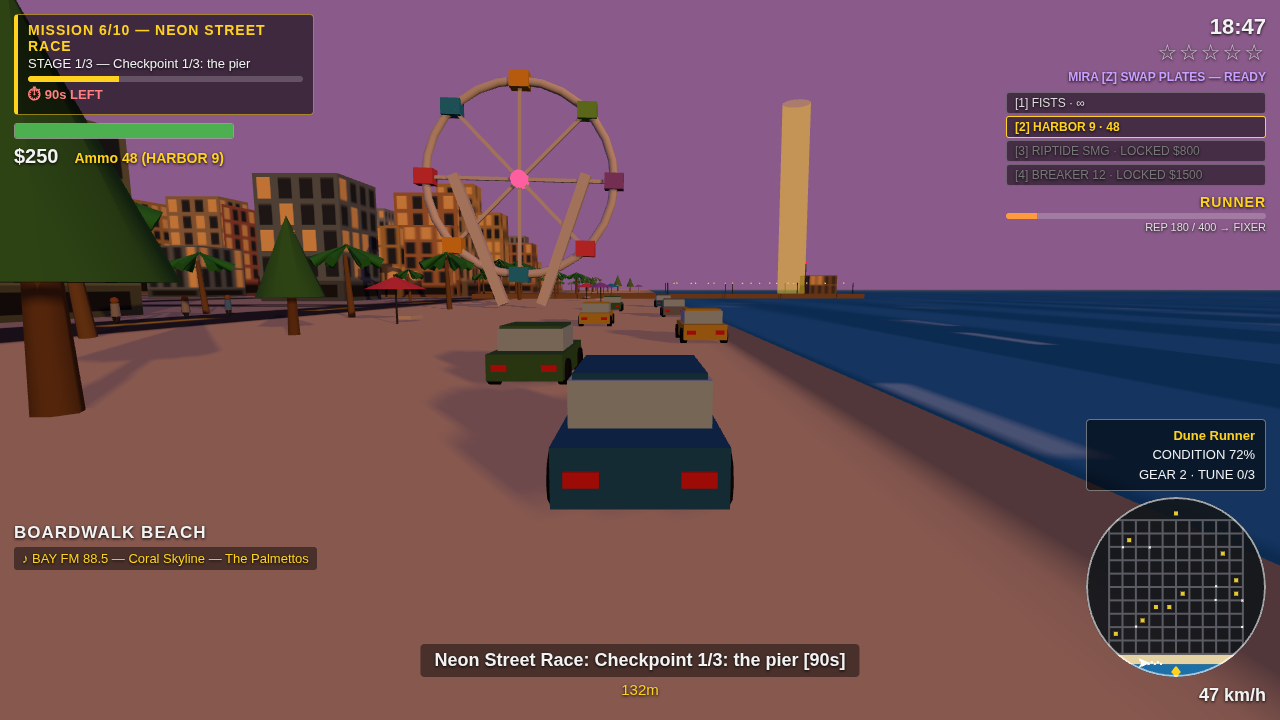 MISSION 6/10 — NEON STREET
RACE
STAGE 1/3 — Checkpoint 1/3: the pier
⏱ 90s LEFT
$250 Ammo 48 (HARBOR 9)
18:47
☆☆☆☆☆
MIRA [Z] SWAP PLATES — READY
[1] FISTS · ∞
[2] HARBOR 9 · 48
[3] RIPTIDE SMG · LOCKED $800
[4] BREAKER 12 · LOCKED $1500
RUNNER
REP 180 / 400 → FIXER
Dune Runner
CONDITION 72%
GEAR 2 · TUNE 0/3
BOARDWALK BEACH
♪ BAY FM 88.5 — Coral Skyline — The Palmettos
Neon Street Race: Checkpoint 1/3: the pier [90s]
132m
47 km/h